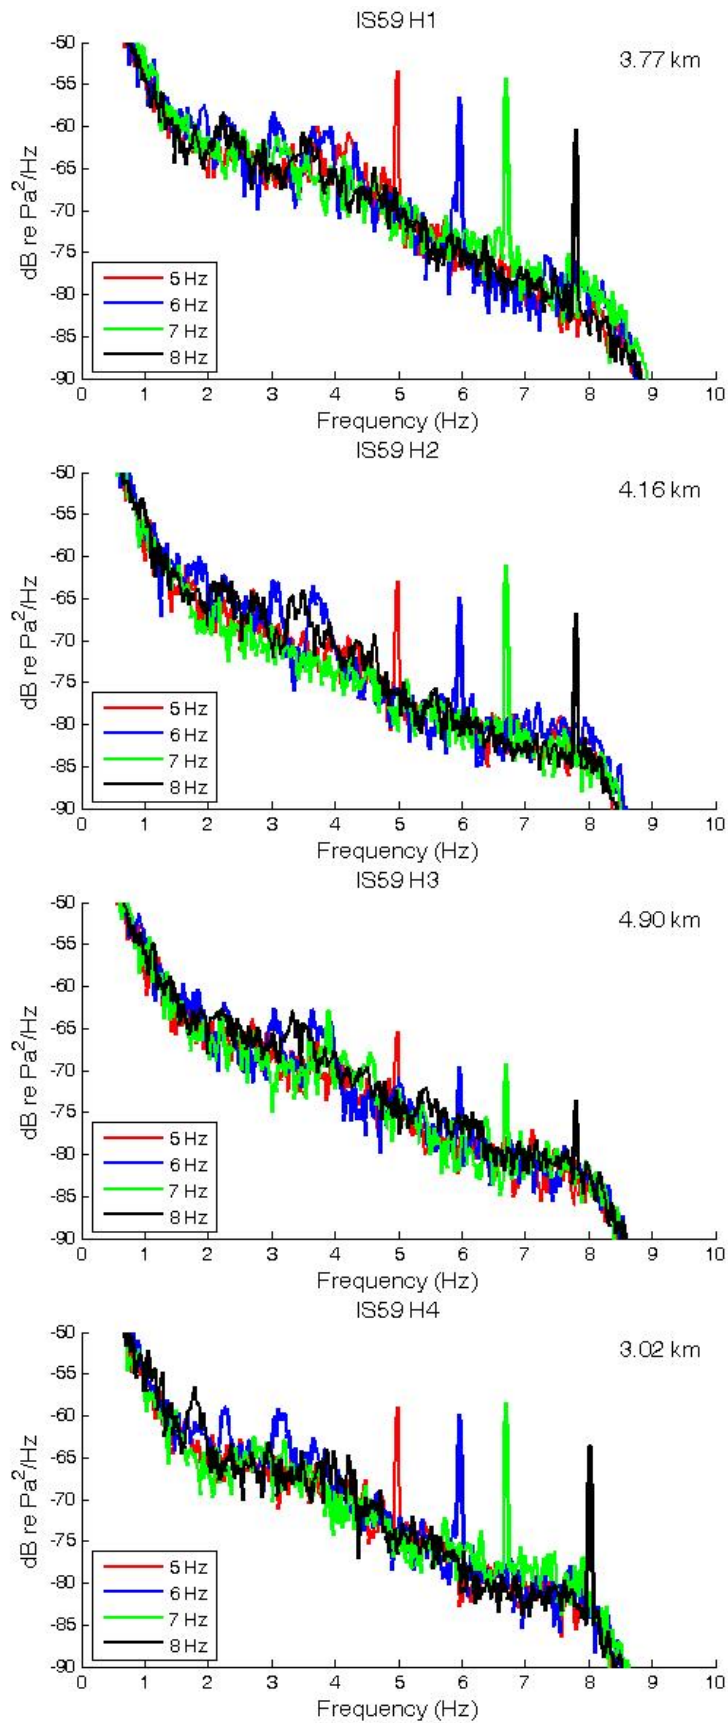 IS59 H1
3.77 km
-50
-55
-60
-65
-70
-75
-80
-85
-90
dB re Pa²/Hz
5 Hz
6 Hz
7 Hz
8 Hz
0 1 2 3 4 5 6 7 8 9 10
Frequency (Hz)
IS59 H2
4.16 km
-50
-55
-60
-65
-70
-75
-80
-85
-90
dB re Pa²/Hz
5 Hz
6 Hz
7 Hz
8 Hz
0 1 2 3 4 5 6 7 8 9 10
Frequency (Hz)
IS59 H3
4.90 km
-50
-55
-60
-65
-70
-75
-80
-85
-90
dB re Pa²/Hz
5 Hz
6 Hz
7 Hz
8 Hz
0 1 2 3 4 5 6 7 8 9 10
Frequency (Hz)
IS59 H4
3.02 km
-50
-55
-60
-65
-70
-75
-80
-85
-90
dB re Pa²/Hz
5 Hz
6 Hz
7 Hz
8 Hz
0 1 2 3 4 5 6 7 8 9 10
Frequency (Hz)